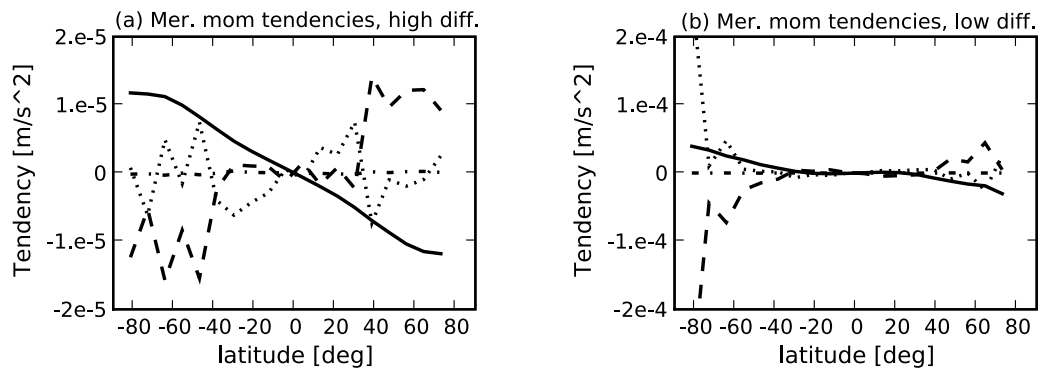 (a) Mer. mom tendencies, high diff.
2.e-5
1.e-5
0
-1.e-5
-2e-5
Tendency [m/s^2]
-80 -60 -40 -20 0 20 40 60 80
latitude [deg]
(b) Mer. mom tendencies, low diff.
2.e-4
1.e-4
0
-1.e-4
-2e-4
Tendency [m/s^2]
-80 -60 -40 -20 0 20 40 60 80
latitude [deg]